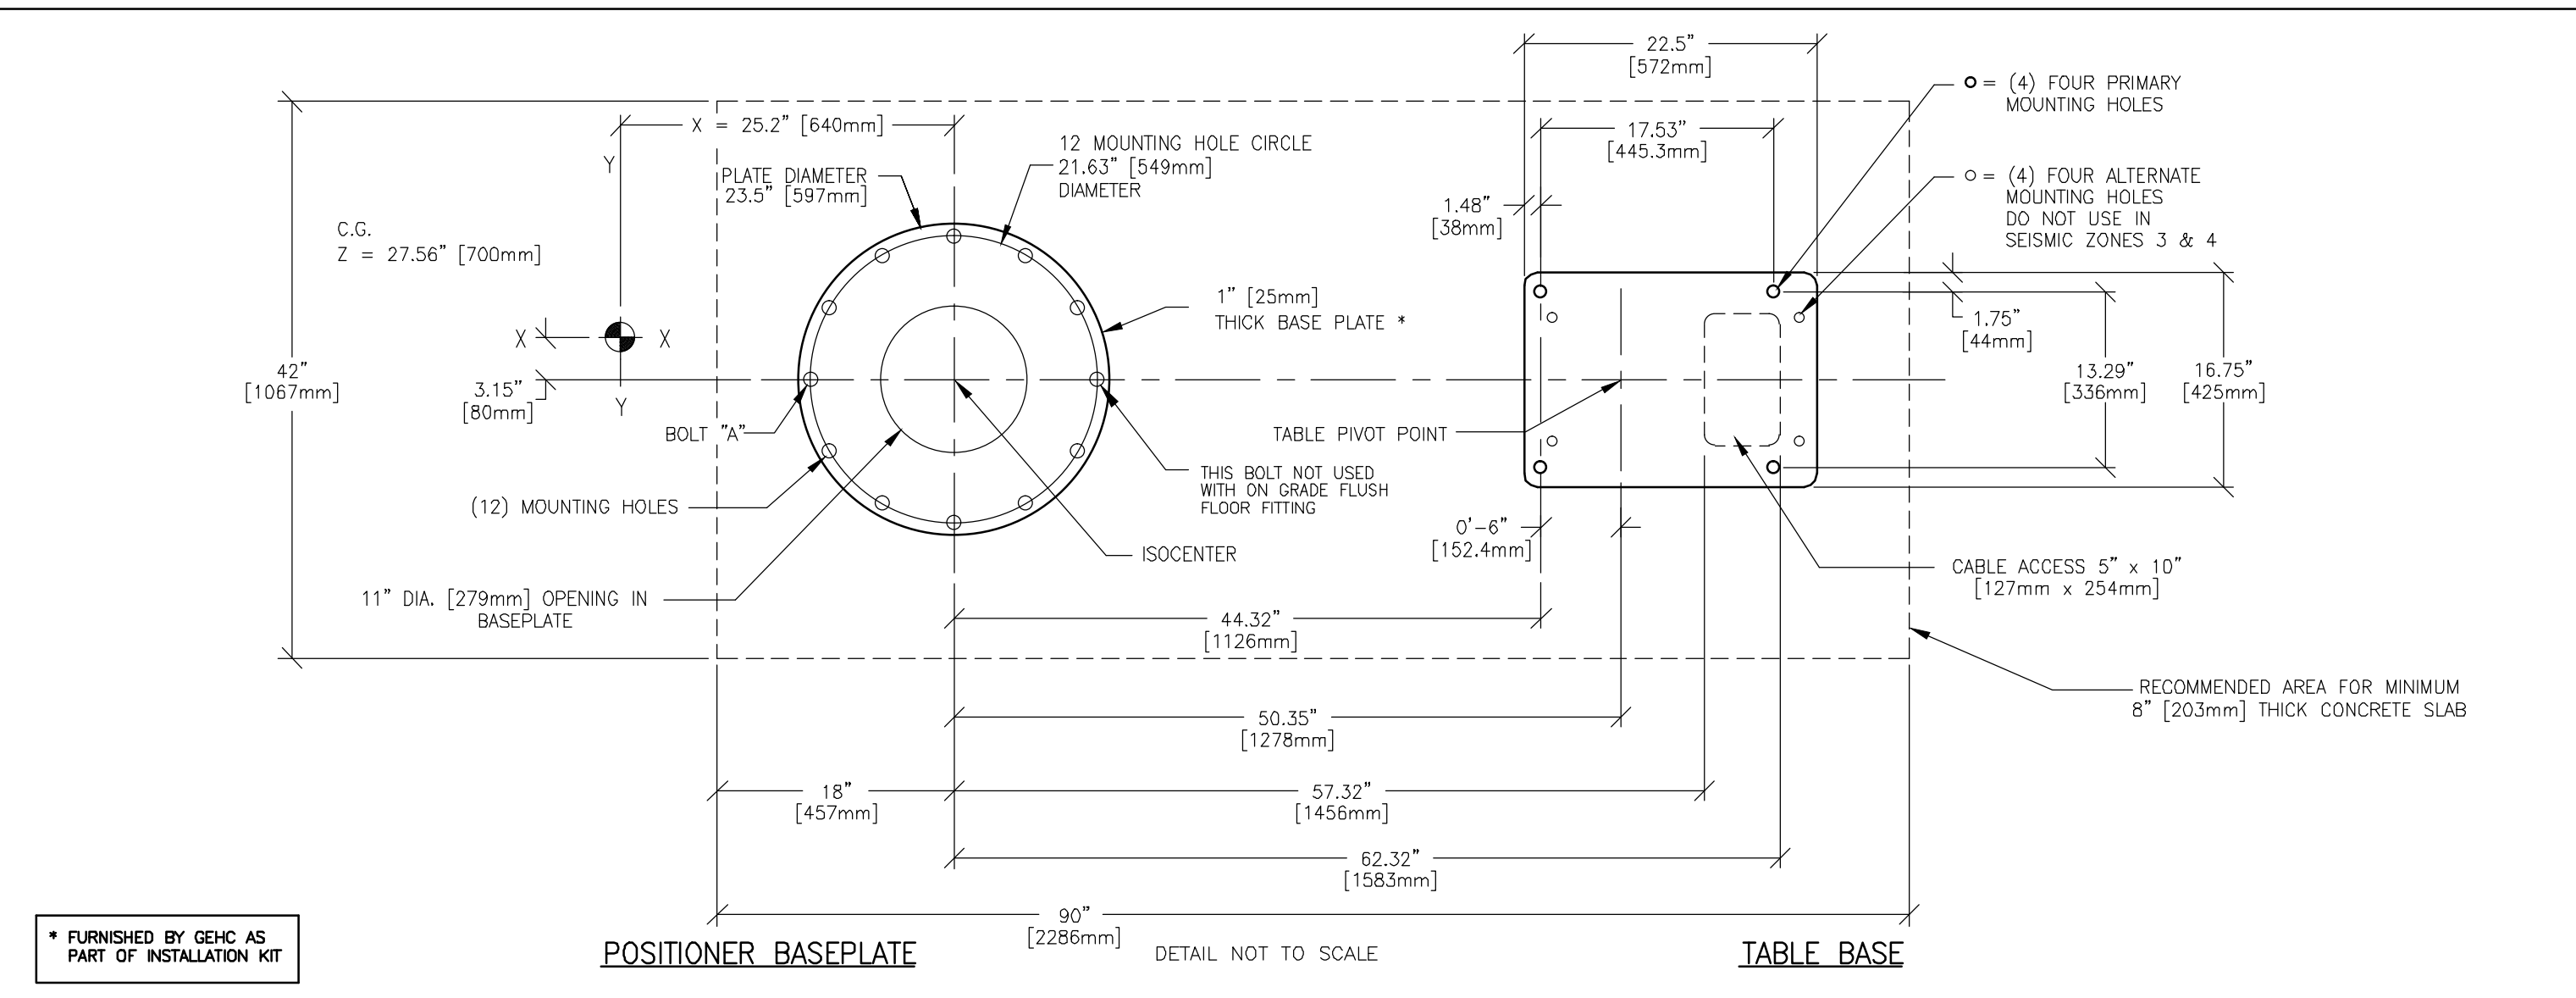 22.5"
[572mm]
= (4) FOUR PRIMARY
MOUNTING HOLES
X = 25.2" [640mm]
Y
12 MOUNTING HOLE CIRCLE
21.63" [549mm]
DIAMETER
17.53"
[445.3mm]
PLATE DIAMETER
23.5" [597mm]
= (4) FOUR ALTERNATE
MOUNTING HOLES
DO NOT USE IN
SEISMIC ZONES 3 & 4
1.48"
[38mm]
C.G.
Z = 27.56" [700mm]
1" [25mm]
THICK BASE PLATE *
X
X
1.75"
[44mm]
42"
[1067mm]
3.15"
[80mm]
Y
13.29"
[336mm]
16.75"
[425mm]
BOLT "A"
TABLE PIVOT POINT
THIS BOLT NOT USED
WITH ON GRADE FLUSH
FLOOR FITTING
(12) MOUNTING HOLES
0'-6"
[152.4mm]
ISOCENTER
CABLE ACCESS 5" x 10"
[127mm x 254mm]
11" DIA. [279mm] OPENING IN
BASEPLATE
44.32"
[1126mm]
RECOMMENDED AREA FOR MINIMUM
8" [203mm] THICK CONCRETE SLAB
50.35"
[1278mm]
18"
[457mm]
57.32"
[1456mm]
62.32"
[1583mm]
90"
[2286mm]
* FURNISHED BY GEHC AS
PART OF INSTALLATION KIT
POSITIONER BASEPLATE
DETAIL NOT TO SCALE
TABLE BASE